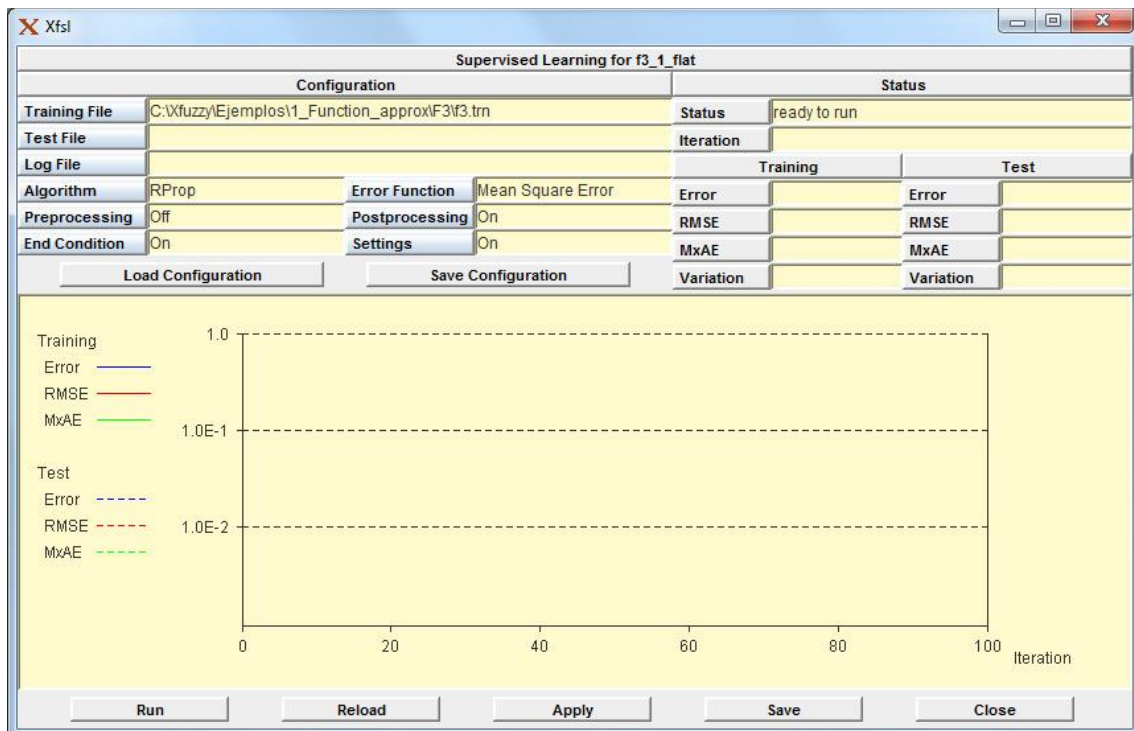 Xfsl
Supervised Learning for f3_1_flat
Configuration
Status
Training File C:\Xfuzzy\Ejemplos\1_Function_approx\F3\f3.trn
Test File
Log File
Algorithm RProp Error Function Mean Square Error
Preprocessing Off Postprocessing On
End Condition On Settings On
Load Configuration Save Configuration
Status ready to run
Iteration
Training Test
Error Error
RMSE RMSE
MxAE MxAE
Variation Variation
Training
Error
RMSE
MxAE
Test
Error
RMSE
MxAE
1.0
1.0E-1
1.0E-2
0 20 40 60 80 100
Iteration
Run Reload Apply Save Close